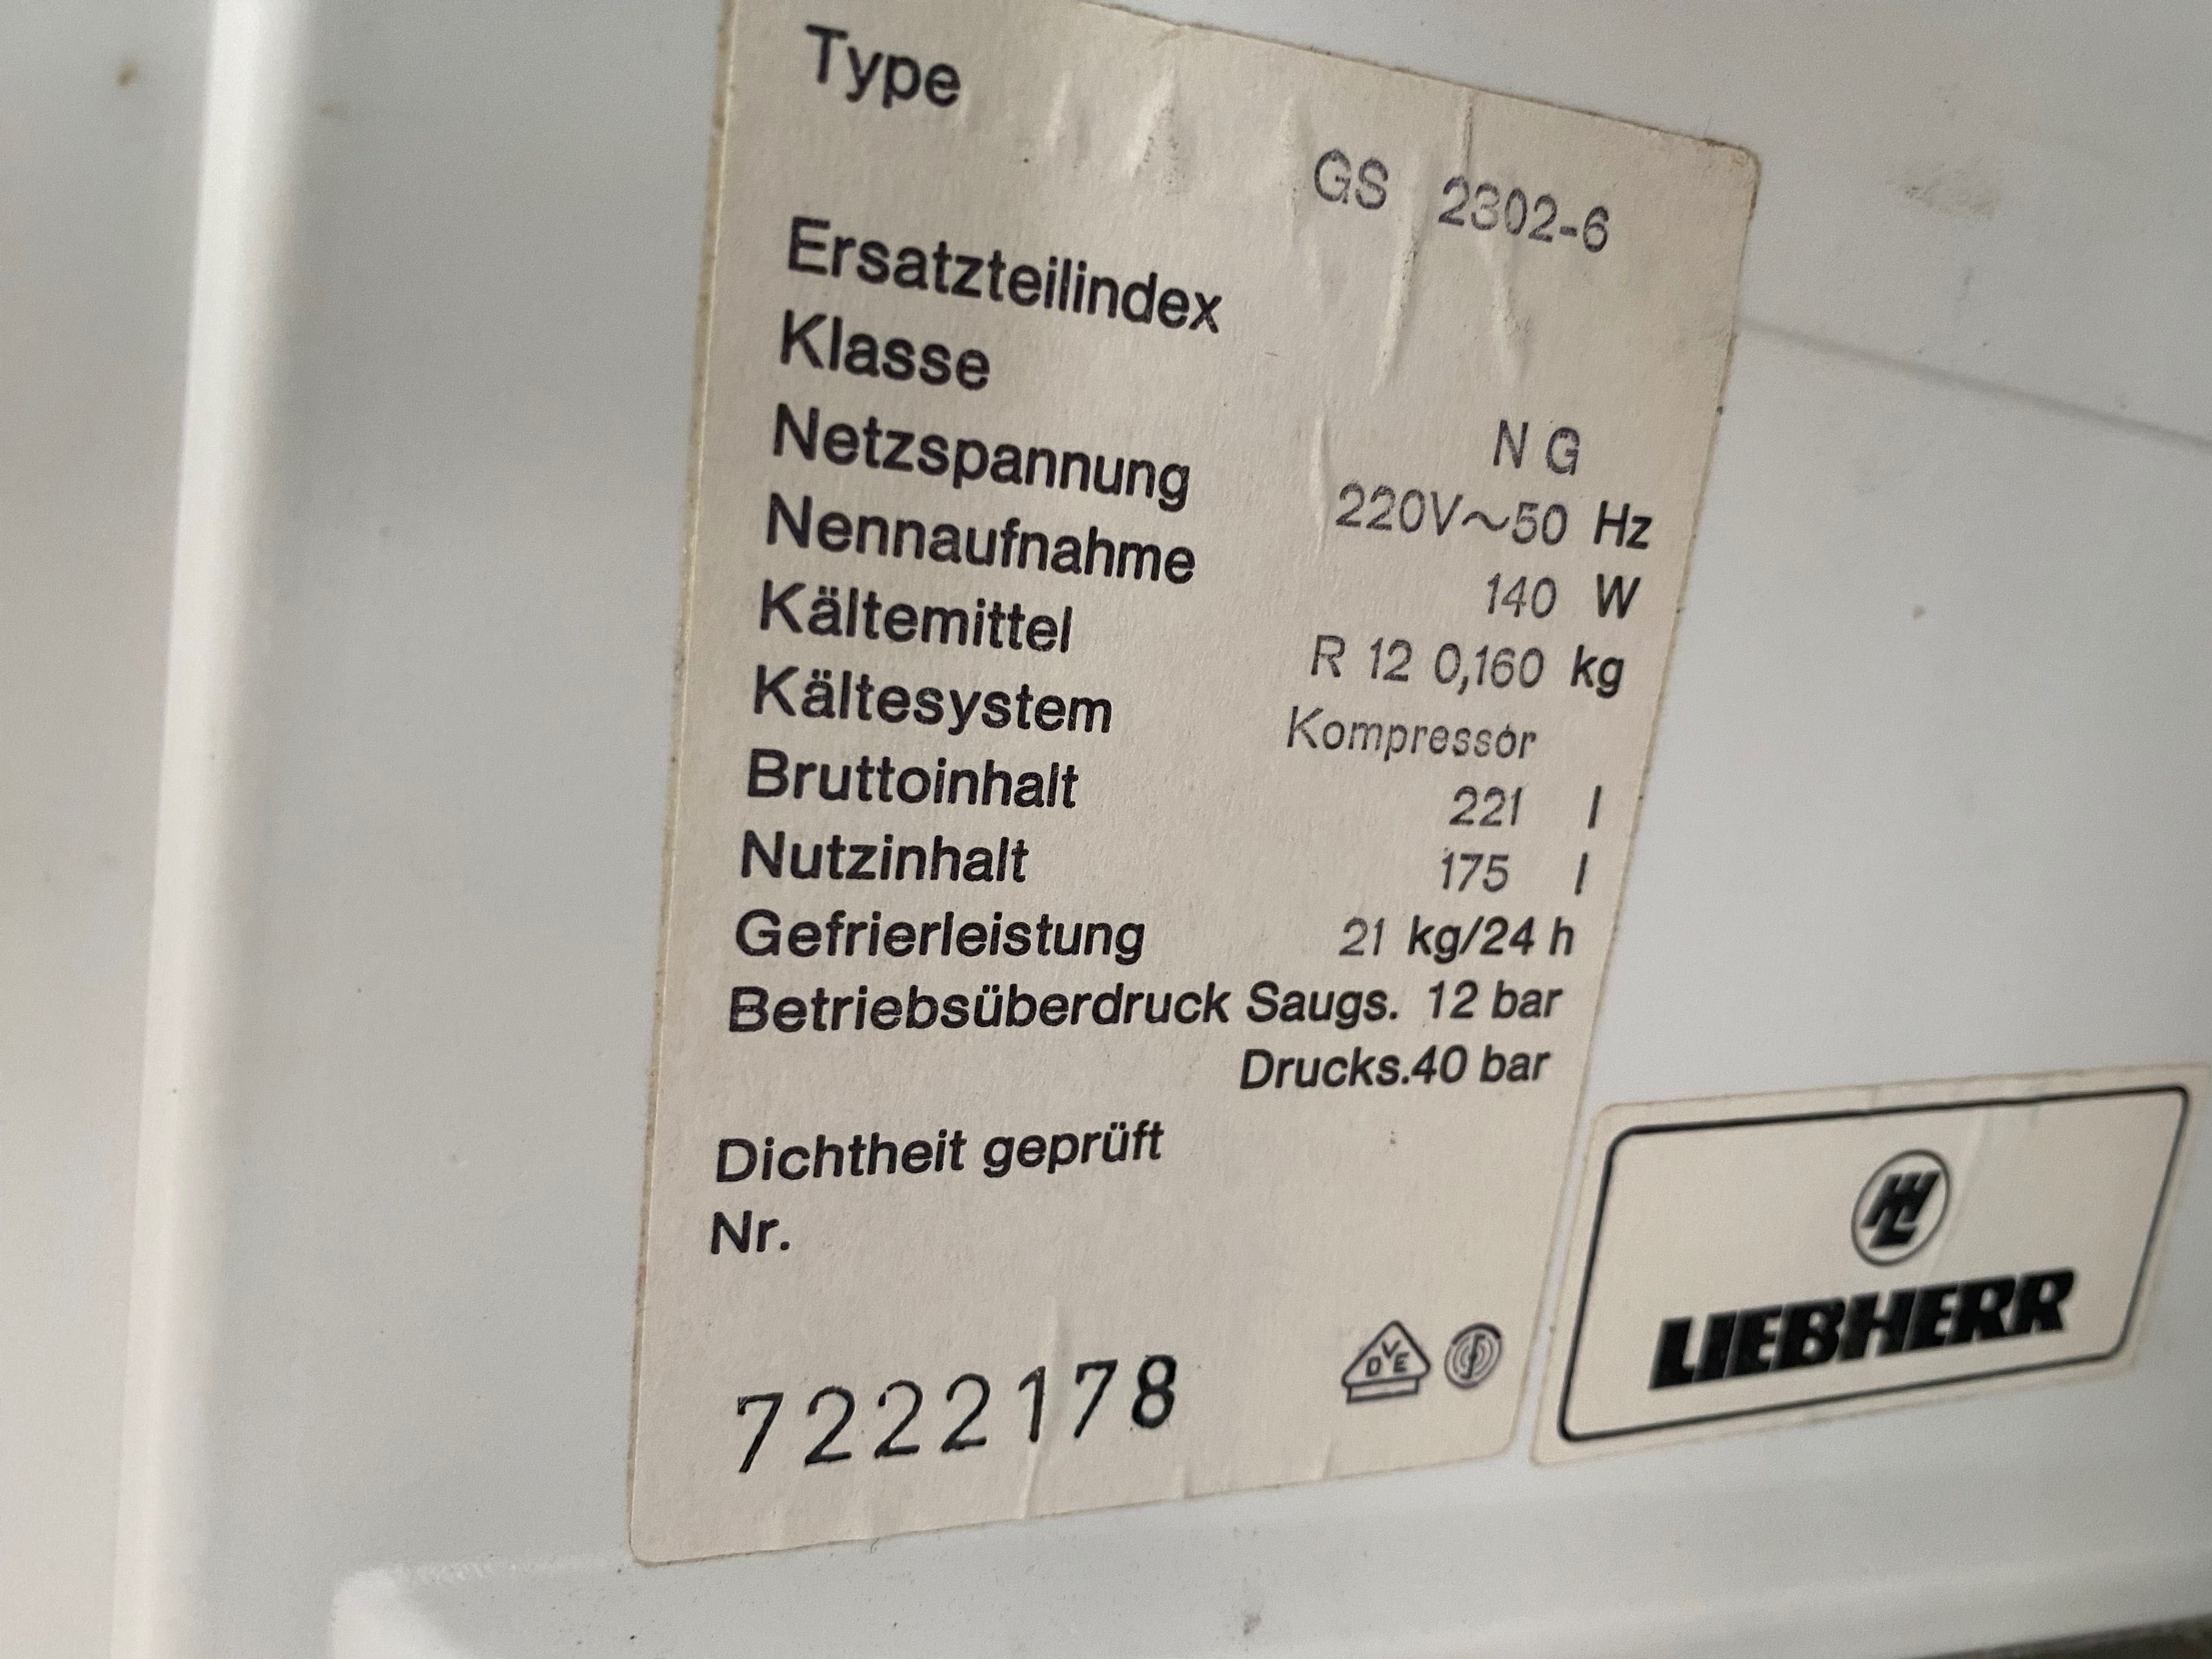 Type
GS 2302-6
Ersatzteilindex
Klasse N G
Netzspannung 220V~50 Hz
Nennaufnahme 140 W
Kältemittel R 12 0,160 kg
Kältesystem Kompressor
Bruttoinhalt 221 l
Nutzinhalt 175 l
Gefrierleistung 21 kg/24 h
Betriebsüberdruck Saugs. 12 bar
Drucks.40 bar
Dichtheit geprüft
Nr.
7222178
DVE
LIEBHERR